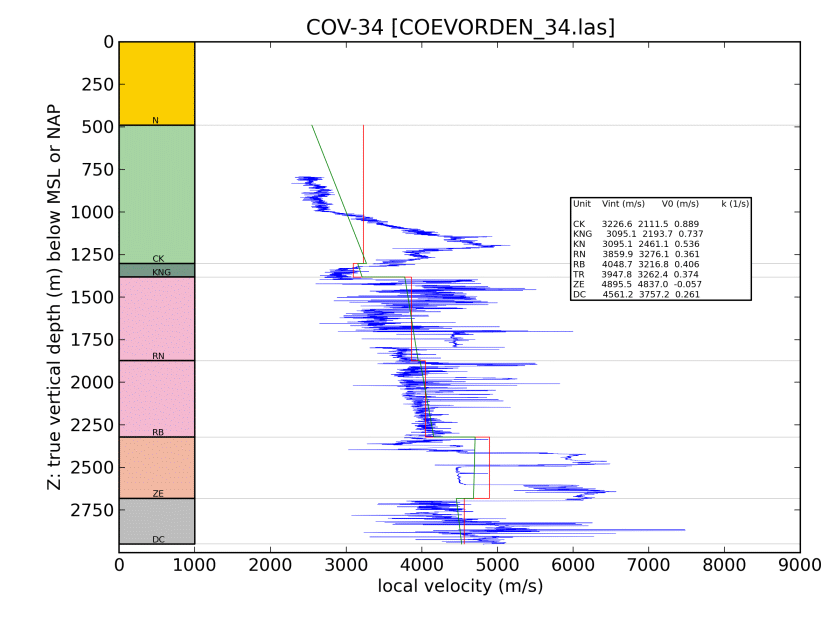 COV-34 [COEVORDEN_34.las]
Z: true vertical depth (m) below MSL or NAP
0
250
500
750
1000
1250
1500
1750
2000
2250
2500
2750
N
CK
KNG
RN
RB
ZE
DC
Unit Vint (m/s) V0 (m/s) k (1/s)
CK 3226.6 2111.5 0.889
KNG 3095.1 2193.7 0.737
KN 3095.1 2461.1 0.536
RN 3859.9 3276.1 0.361
RB 4048.7 3216.8 0.406
TR 3947.8 3262.4 0.374
ZE 4895.5 4837.0 -0.057
DC 4561.2 3757.2 0.261
0 1000 2000 3000 4000 5000 6000 7000 8000 9000
local velocity (m/s)